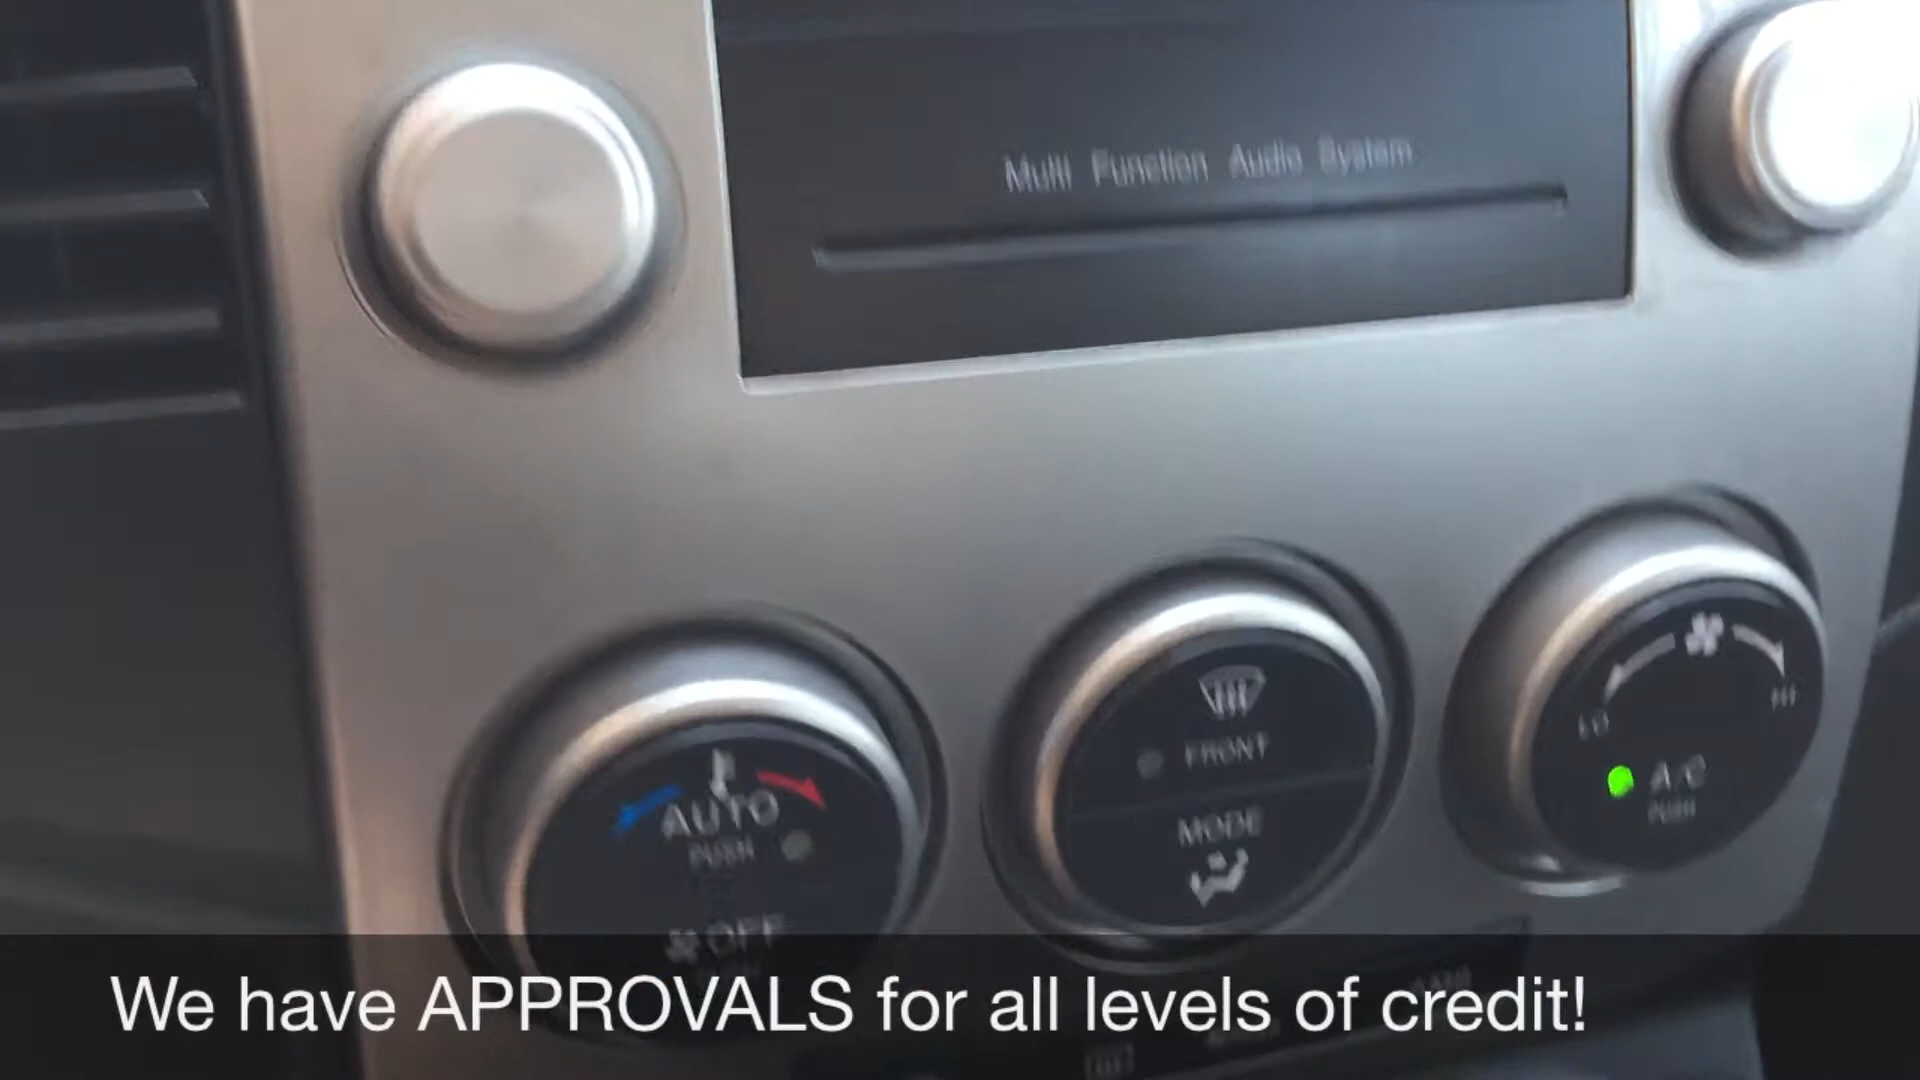 Multi Function Audio System
FRONT
MODE
LO
HI
A/C
PUSH
AUTO
PUSH
OFF
We have APPROVALS for all levels of credit!